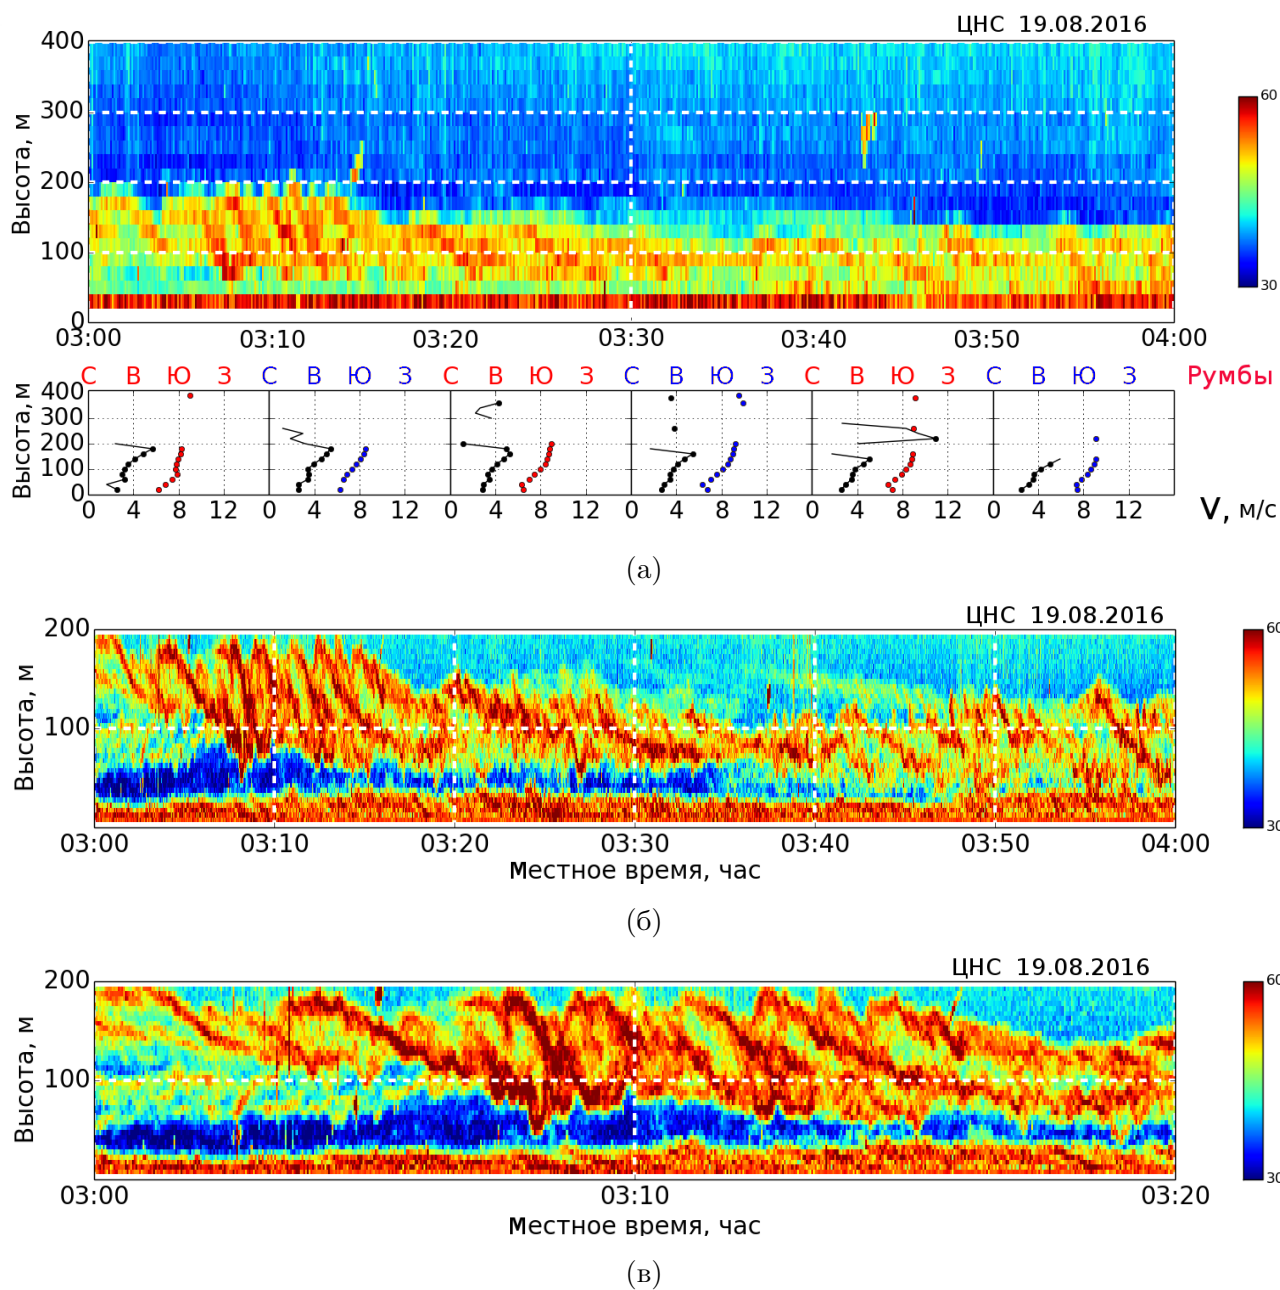 ЦНС 19.08.2016
400
300
200
100
0
Высота, м
60
30
03:00 03:10 03:20 03:30 03:40 03:50 04:00
С В Ю З С В Ю З С В Ю З С В Ю З С В Ю З С В Ю З Румбы
400
300
200
100
0
Высота, м
0 4 8 12 0 4 8 12 0 4 8 12 0 4 8 12 0 4 8 12 0 4 8 12 V, м/с
(а)
ЦНС 19.08.2016
200
100
Высота, м
60
30
03:00 03:10 03:20 03:30 03:40 03:50 04:00
Местное время, час
(б)
ЦНС 19.08.2016
200
100
Высота, м
60
30
03:00 03:10 03:20
Местное время, час
(в)